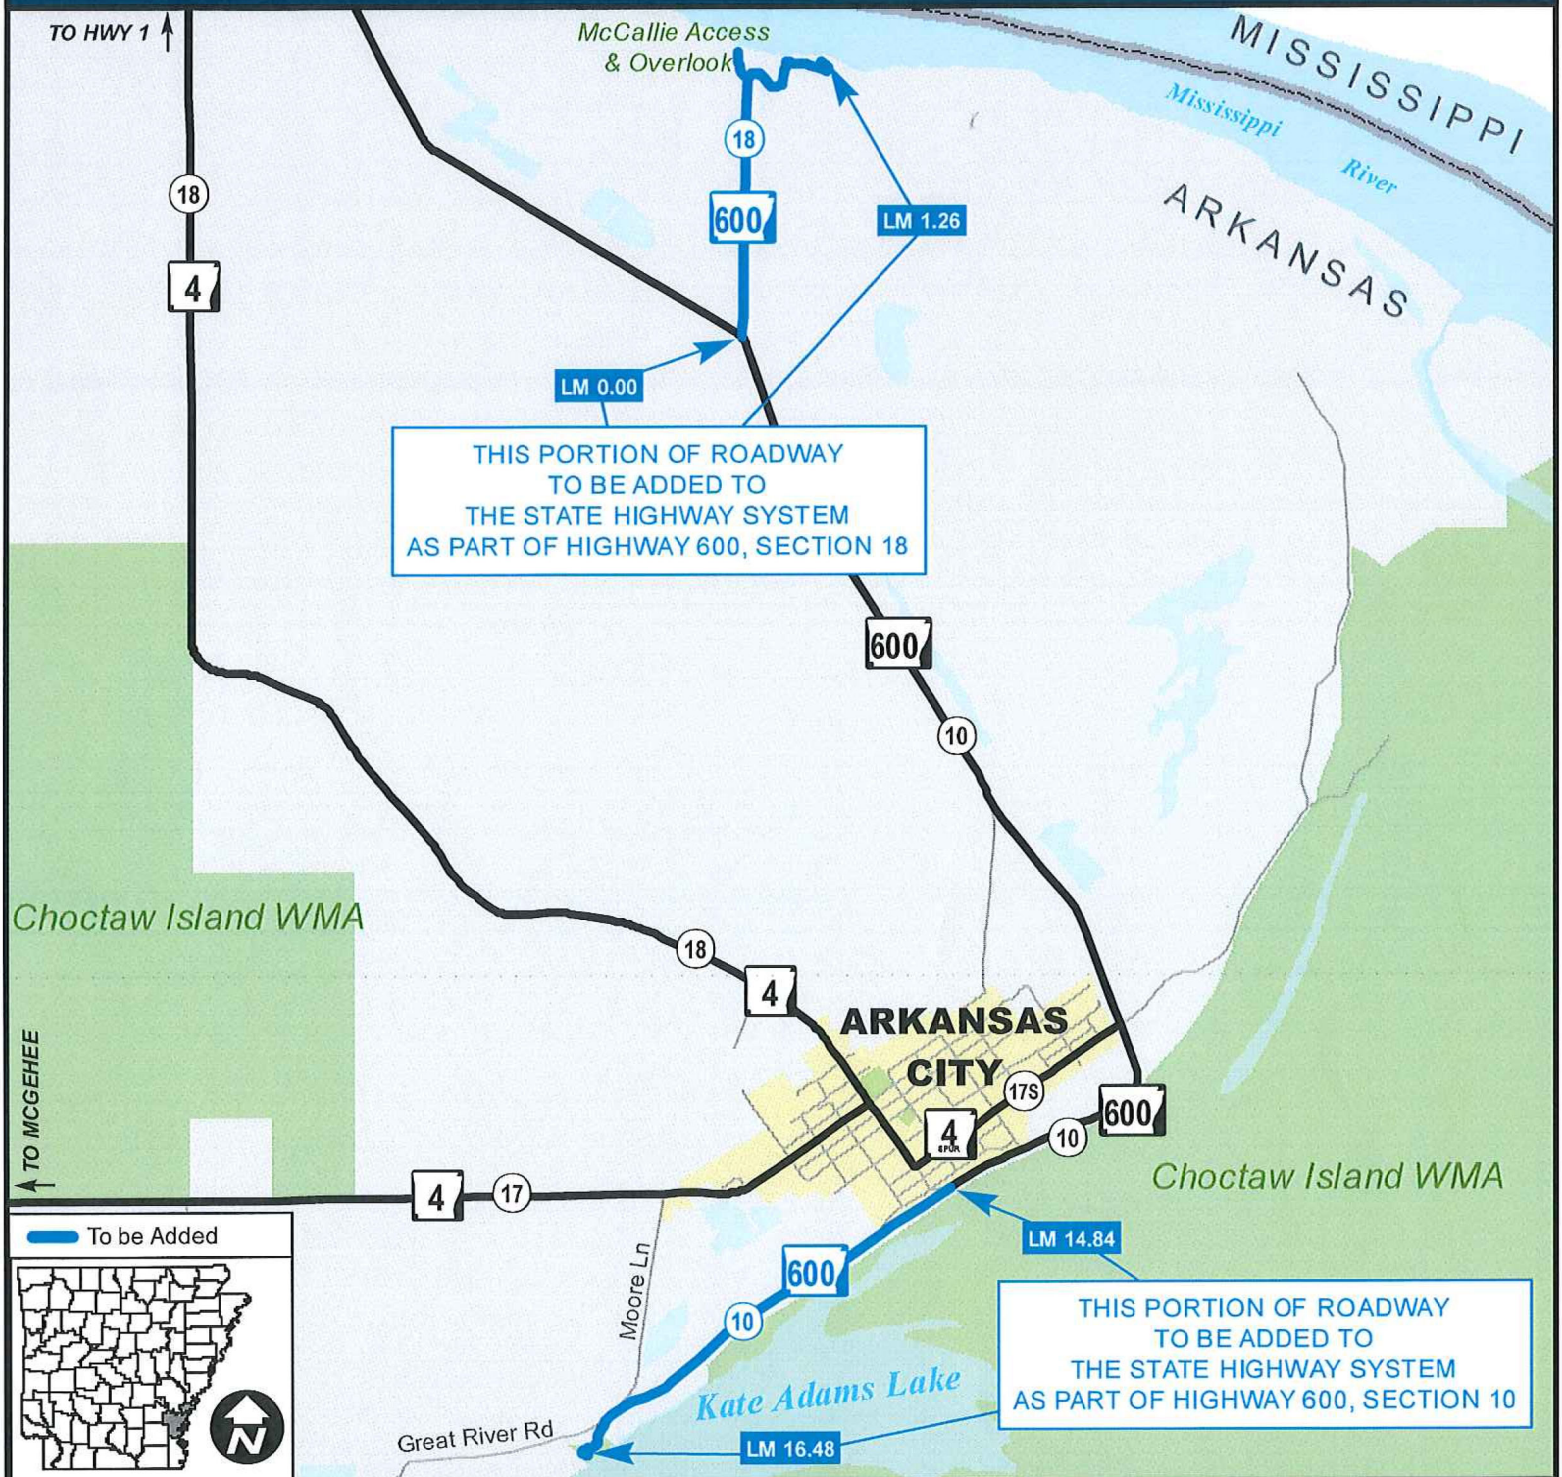 TO HWY 1
McCallie Access
& Overlook
MISSISSIPPI
Mississippi
River
ARKANSAS
18
600
LM 1.26
18
4
LM 0.00
THIS PORTION OF ROADWAY
TO BE ADDED TO
THE STATE HIGHWAY SYSTEM
AS PART OF HIGHWAY 600, SECTION 18
600
10
Choctaw Island WMA
18
4
ARKANSAS
CITY
17S
4
SPUR
10
600
TO MCGEHEE
4
17
Choctaw Island WMA
To be Added
LM 14.84
Moore Ln
600
10
THIS PORTION OF ROADWAY
TO BE ADDED TO
THE STATE HIGHWAY SYSTEM
AS PART OF HIGHWAY 600, SECTION 10
Kate Adams Lake
Great River Rd
LM 16.48
N